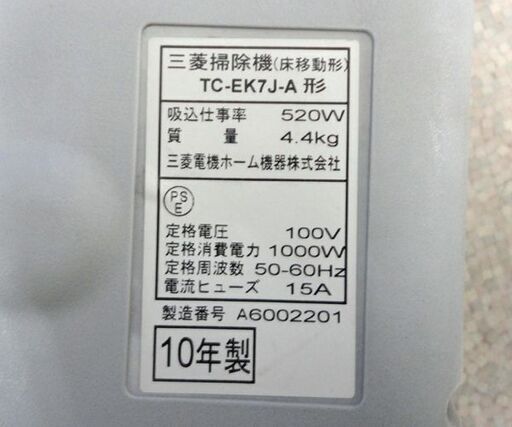 三菱掃除機(床移動形)
TC-EK7J-A 形
吸込仕事率 520W
質量 4.4kg
三菱電機ホーム機器株式会社
PS
E
定格電圧 100V
定格消費電力 1000W
定格周波数 50-60Hz
電流ヒューズ 15A
製造番号 A6002201
10年製